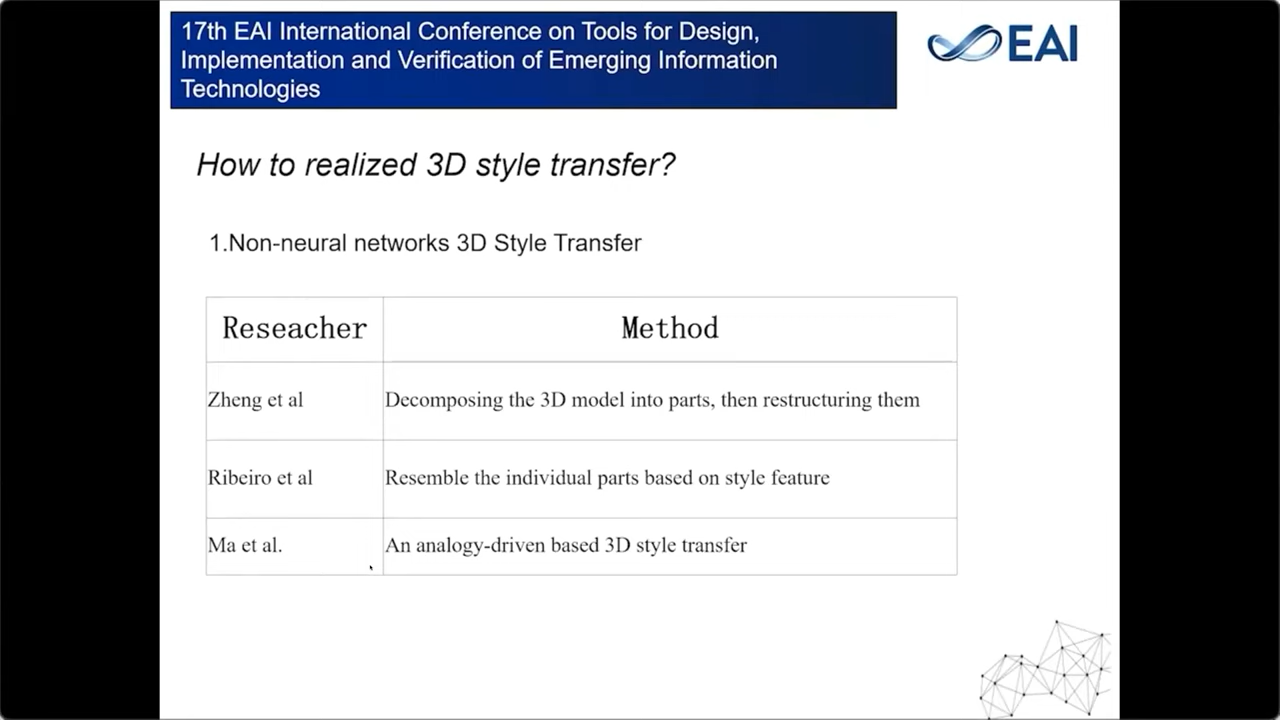 17th EAI International Conference on Tools for Design,
Implementation and Verification of Emerging Information
Technologies
EAI
How to realized 3D style transfer?
1.Non-neural networks 3D Style Transfer
Reseacher Method
Zheng et al Decomposing the 3D model into parts, then restructuring them
Ribeiro et al Resemble the individual parts based on style feature
Ma et al. An analogy-driven based 3D style transfer